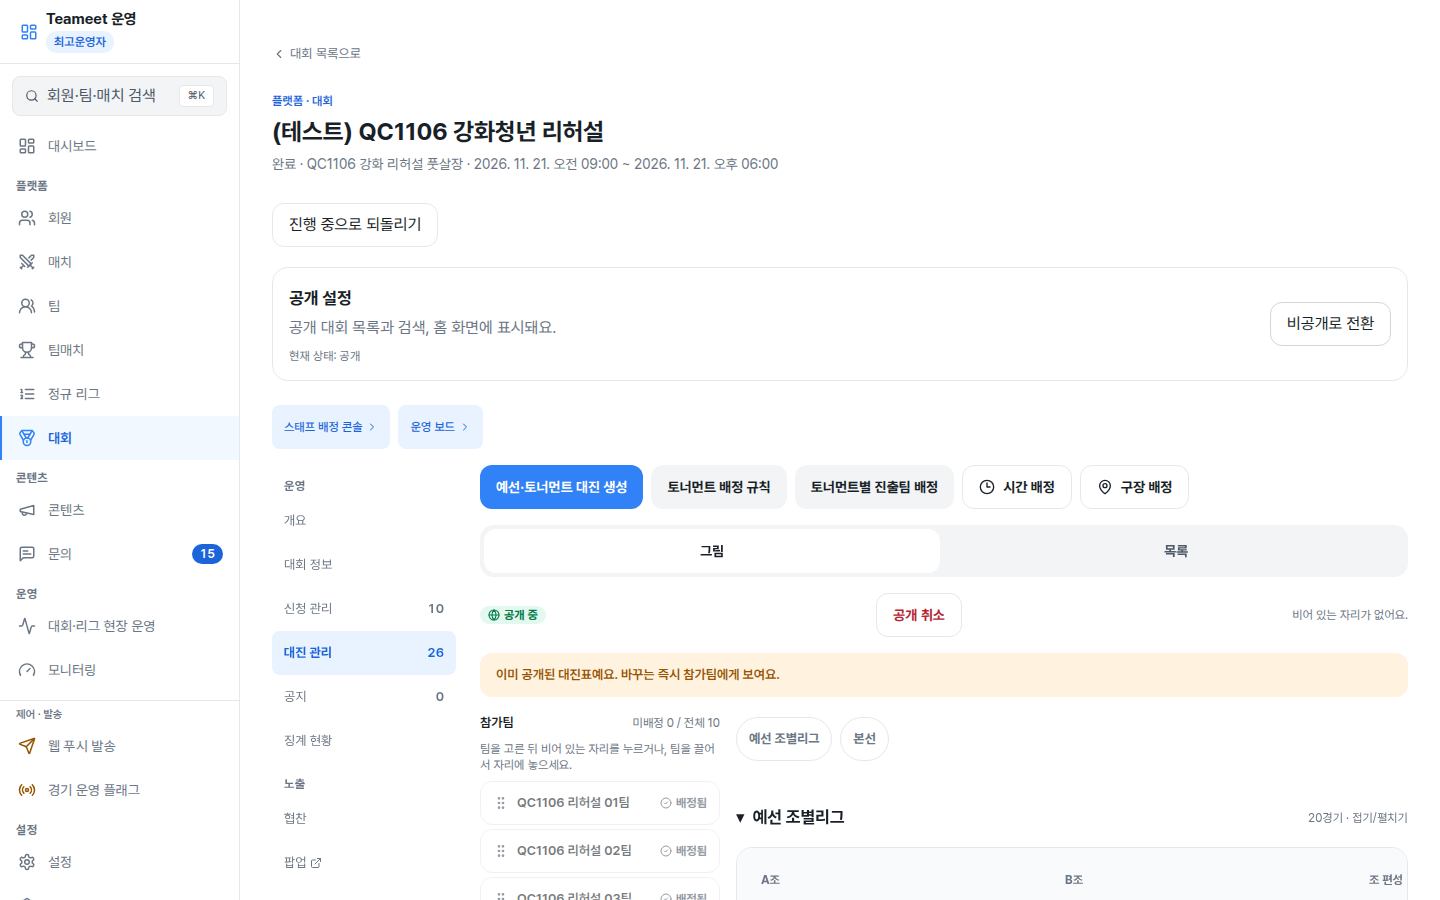 Teameet 운영
최고운영자
회원·팀·매치 검색 ⌘K
대시보드
플랫폼
회원
매치
팀
팀매치
정규 리그
대회
콘텐츠
콘텐츠
문의 15
운영
대회·리그 현장 운영
모니터링
제어 · 발송
웹 푸시 발송
경기 운영 플래그
설정
설정
대회 목록으로
플랫폼 · 대회
(테스트) QC1106 강화청년 리허설
완료 · QC1106 강화 리허설 풋살장 · 2026. 11. 21. 오전 09:00 ~ 2026. 11. 21. 오후 06:00
진행 중으로 되돌리기
공개 설정
공개 대회 목록과 검색, 홈 화면에 표시돼요.
현재 상태: 공개
비공개로 전환
스태프 배정 콘솔
운영 보드
운영
개요
대회 정보
신청 관리 10
대진 관리 26
공지 0
징계 현황
노출
협찬
팝업
예선·토너먼트 대진 생성
토너먼트 배정 규칙
토너먼트별 진출팀 배정
시간 배정
구장 배정
그림
목록
공개 중
공개 취소
비어 있는 자리가 없어요.
이미 공개된 대진표예요. 바꾸는 즉시 참가팀에게 보여요.
참가팀 미배정 0 / 전체 10
팀을 고른 뒤 비어 있는 자리를 누르거나, 팀을 끌어
서 자리에 놓으세요.
QC1106 리허설 01팀 배정됨
QC1106 리허설 02팀 배정됨
QC1106 리허설 03팀 배정됨
예선 조별리그
본선
▼ 예선 조별리그
20경기 · 접기/펼치기
A조
B조
조 편성